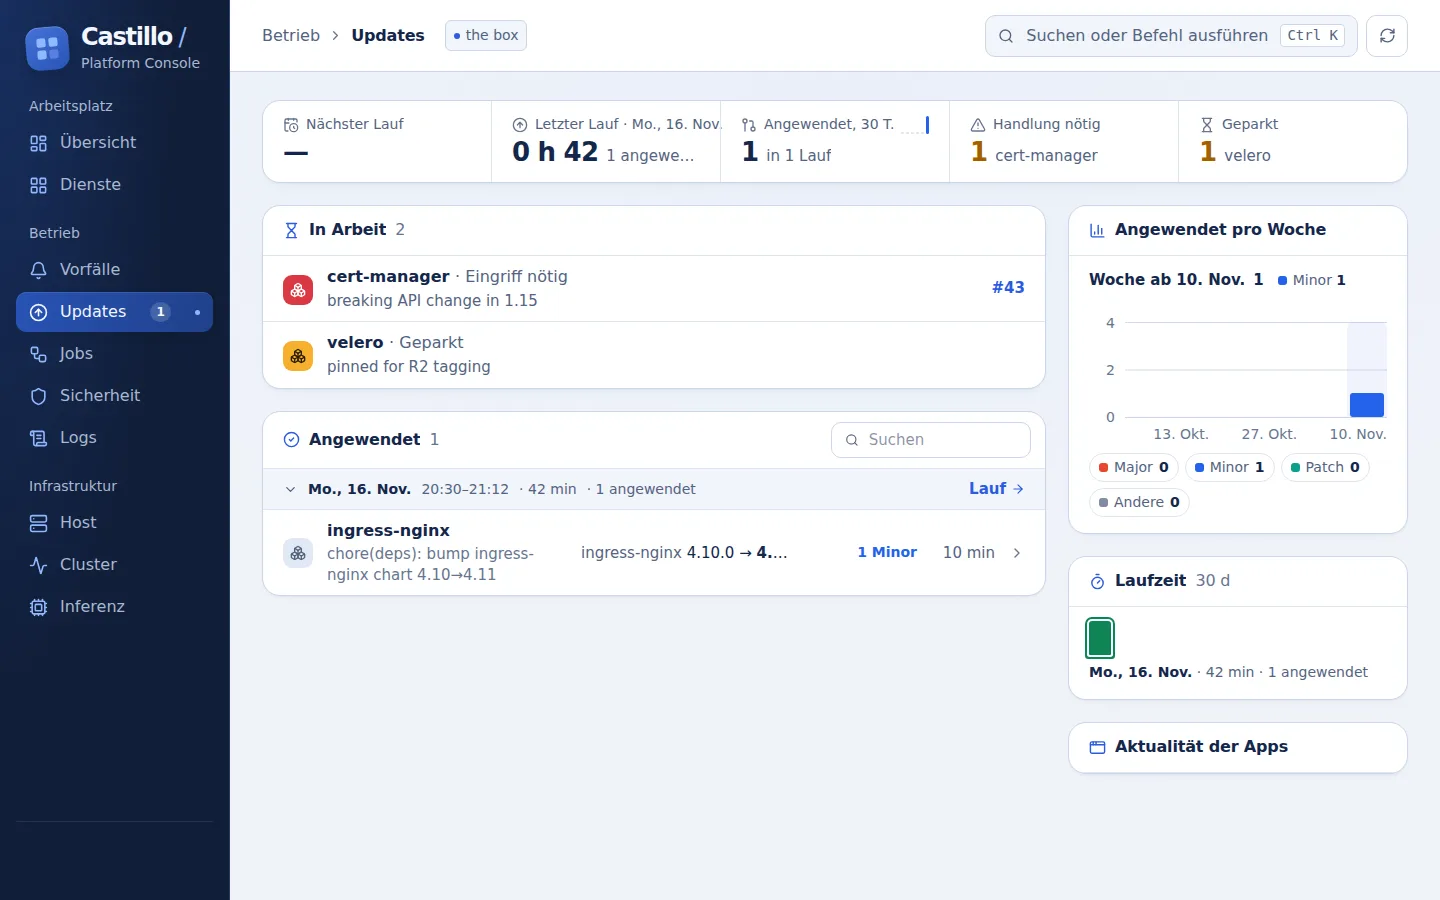 Castillo /
Platform Console
Arbeitsplatz
Übersicht
Dienste
Betrieb
Vorfälle
Updates 1
Jobs
Sicherheit
Logs
Infrastruktur
Host
Cluster
Inferenz
Betrieb > Updates the box
Suchen oder Befehl ausführen Ctrl K
Nächster Lauf
—
Letzter Lauf · Mo., 16. Nov.
0 h 42 1 angewe…
Angewendet, 30 T.
1 in 1 Lauf
Handlung nötig
1 cert-manager
Geparkt
1 velero
In Arbeit 2
cert-manager · Eingriff nötig
breaking API change in 1.15
#43
velero · Geparkt
pinned for R2 tagging
Angewendet 1
Suchen
Mo., 16. Nov. 20:30–21:12 · 42 min · 1 angewendet
Lauf →
ingress-nginx
chore(deps): bump ingress-
nginx chart 4.10→4.11
ingress-nginx 4.10.0 → 4.…
1 Minor
10 min
Angewendet pro Woche
Woche ab 10. Nov. 1 Minor 1
4
2
0
13. Okt. 27. Okt. 10. Nov.
Major 0 Minor 1 Patch 0
Andere 0
Laufzeit 30 d
Mo., 16. Nov. · 42 min · 1 angewendet
Aktualität der Apps